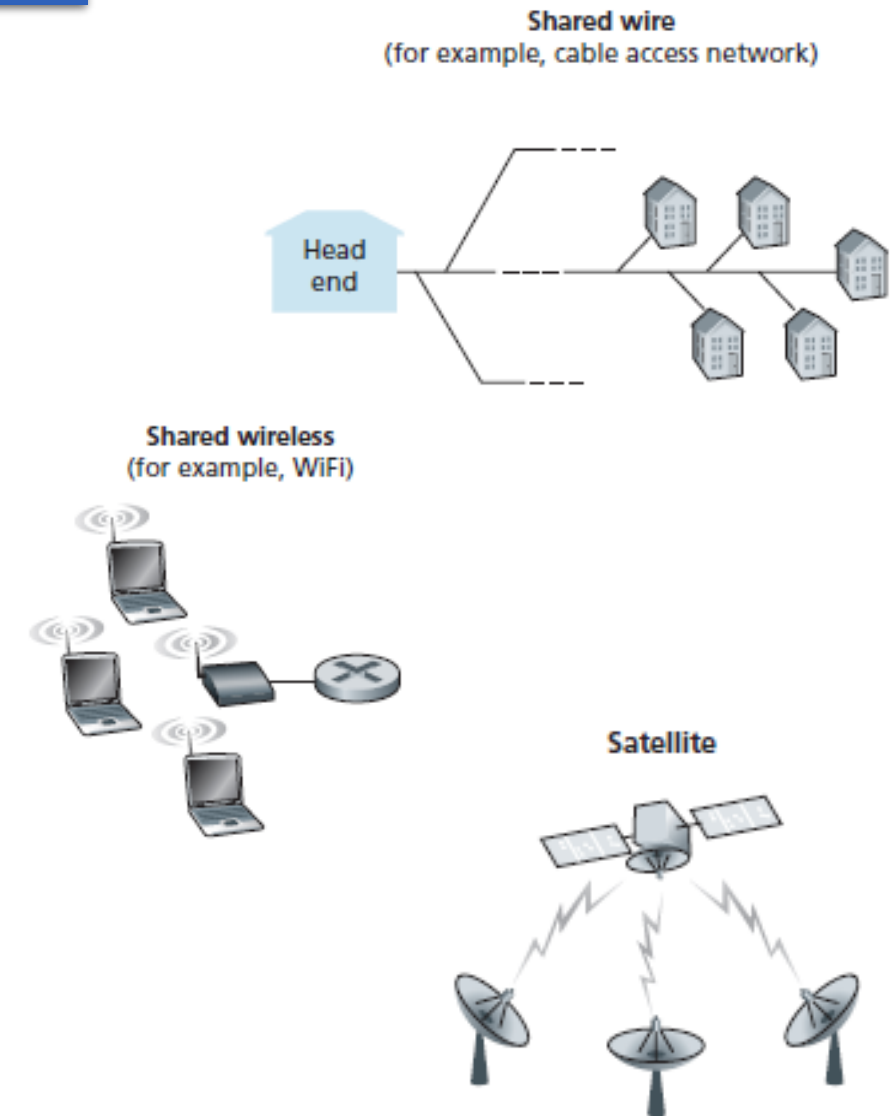 Shared wire
(for example, cable access network)
Head
end
Shared wireless
(for example, WiFi)
Satellite